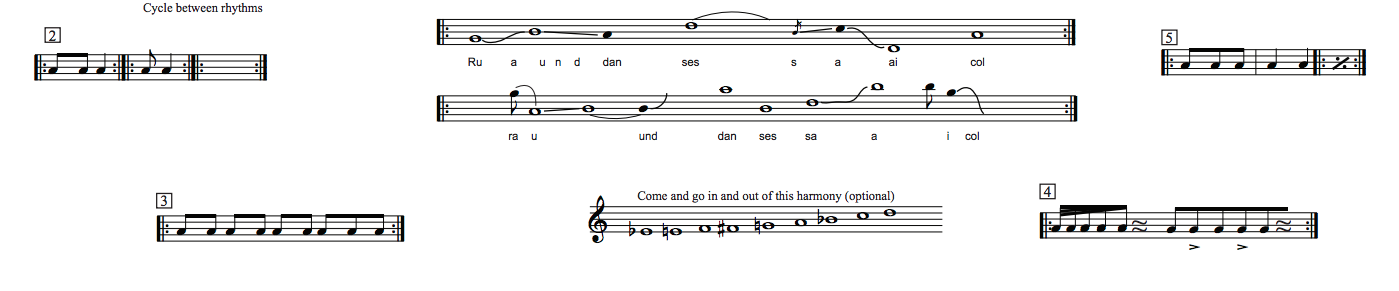 Cycle between rhythms
2
Ru a u n d dan ses s a ai col
5
ra u und dan ses sa a i col
3
Come and go in and out of this harmony (optional)
4